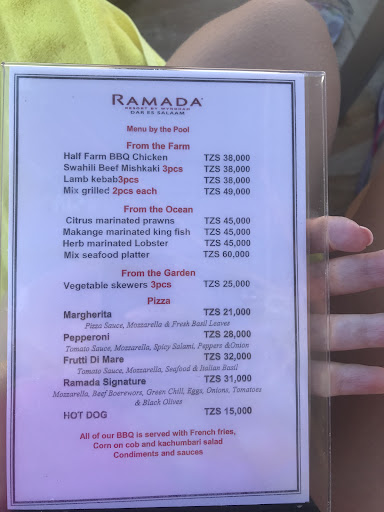 RAMADA
RESORT BY WYNDHAM
DAR ES SALAAM
Menu by the Pool
From the Farm
Half Farm BBQ Chicken TZS 38,000
Swahili Beef Mishkaki 3pcs TZS 38,000
Lamb kebab3pcs TZS 38,000
Mix grilled 2pcs each TZS 49,000
From the Ocean
Citrus marinated prawns TZS 45,000
Makange marinated king fish TZS 45,000
Herb marinated Lobster TZS 45,000
Mix seafood platter TZS 60,000
From the Garden
Vegetable skewers 3pcs TZS 25,000
Pizza
Margherita TZS 21,000
Pizza Sauce, Mozzarella & Fresh Basil Leaves
Pepperoni TZS 28,000
Tomato Sauce, Mozzarella, Spicy Salami, Peppers &Onion
Frutti Di Mare TZS 32,000
Tomato Sauce, Mozzarella, Seafood & Italian Basil
Ramada Signature TZS 31,000
Mozzarella, Beef Boerewors, Green Chill, Eggs, Onions, Tomatoes
& Black Olives
HOT DOG TZS 15,000
All of our BBQ is served with French fries,
Corn on cob and kachumbari salad
Condiments and sauces